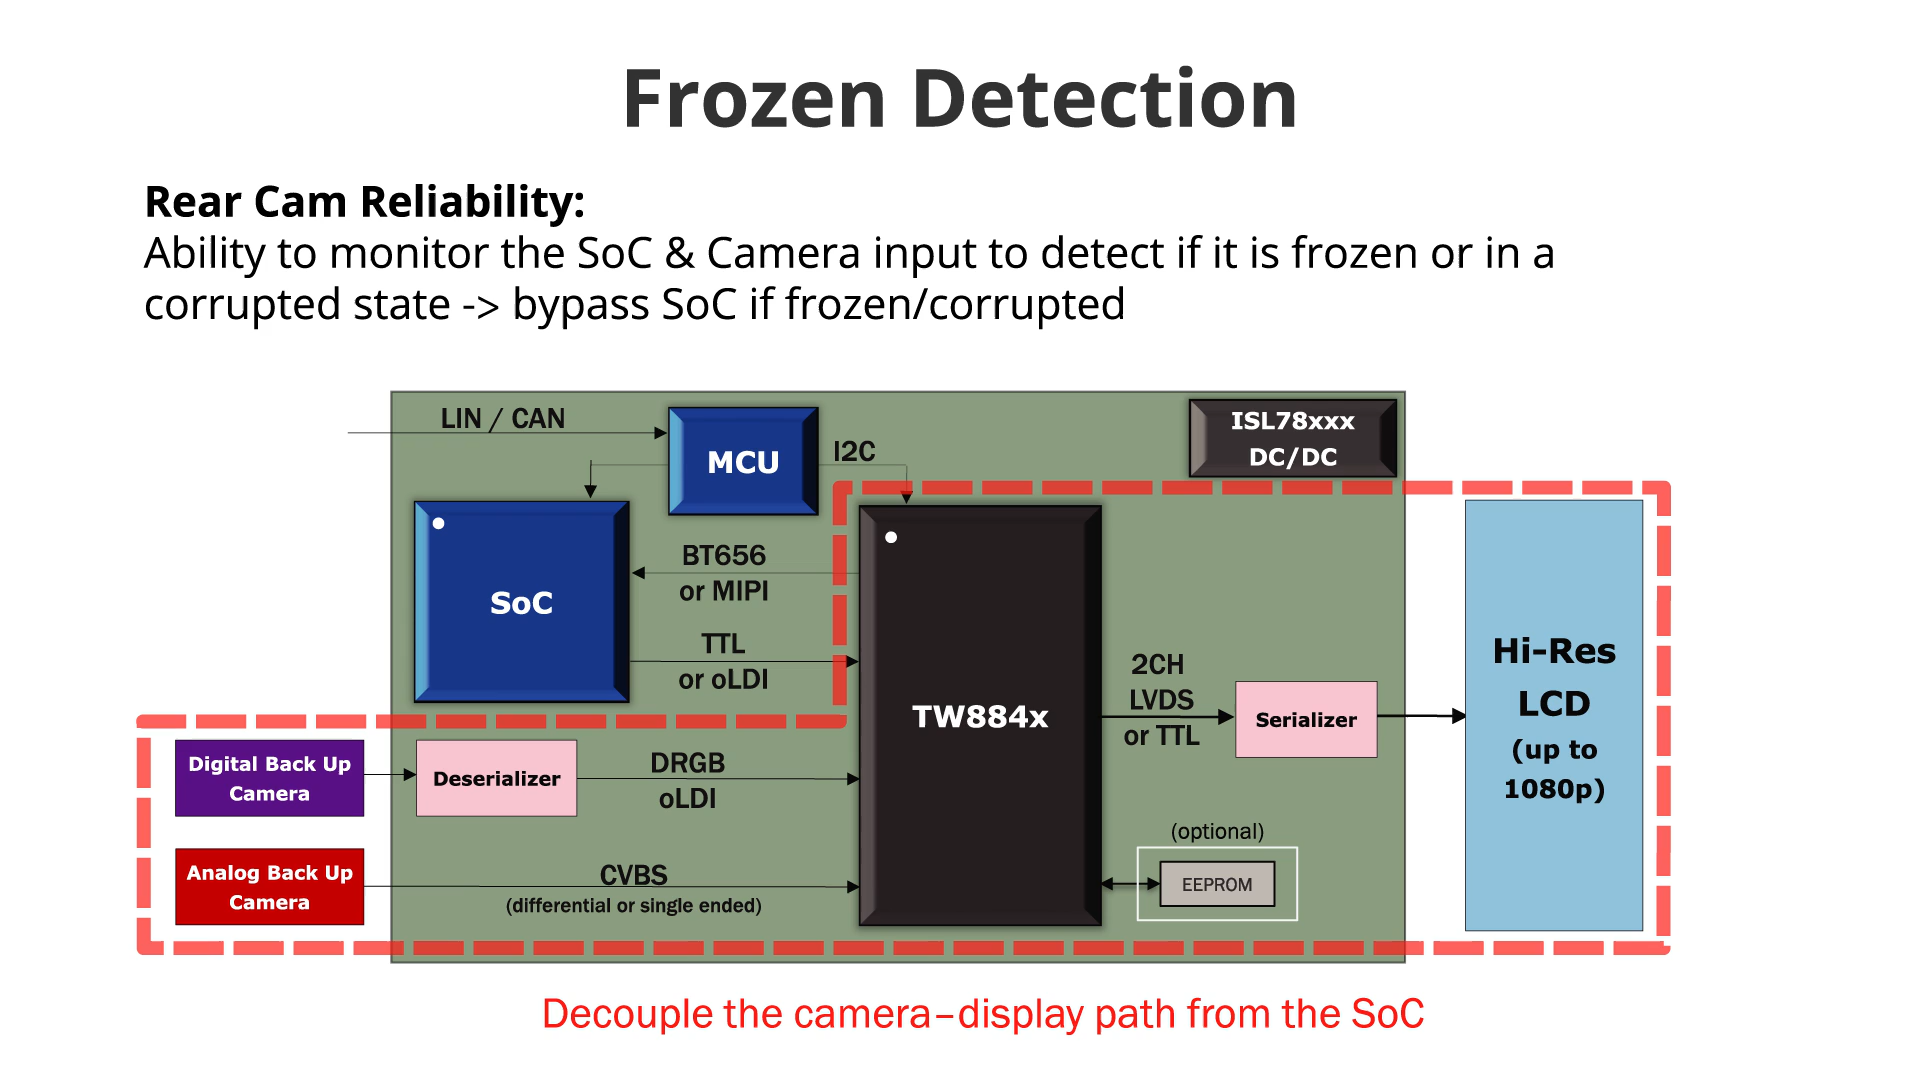 Frozen Detection
Rear Cam Reliability:
Ability to monitor the SoC & Camera input to detect if it is frozen or in a
corrupted state -> bypass SoC if frozen/corrupted
LIN / CAN
MCU
I2C
ISL78xxx
DC/DC
SoC
BT656
or MIPI
TTL
or oLDI
TW884x
2CH
LVDS
or TTL
Serializer
Hi-Res
LCD
(up to
1080p)
Digital Back Up
Camera
Deserializer
DRGB
oLDI
Analog Back Up
Camera
CVBS
(differential or single ended)
(optional)
EEPROM
Decouple the camera–display path from the SoC